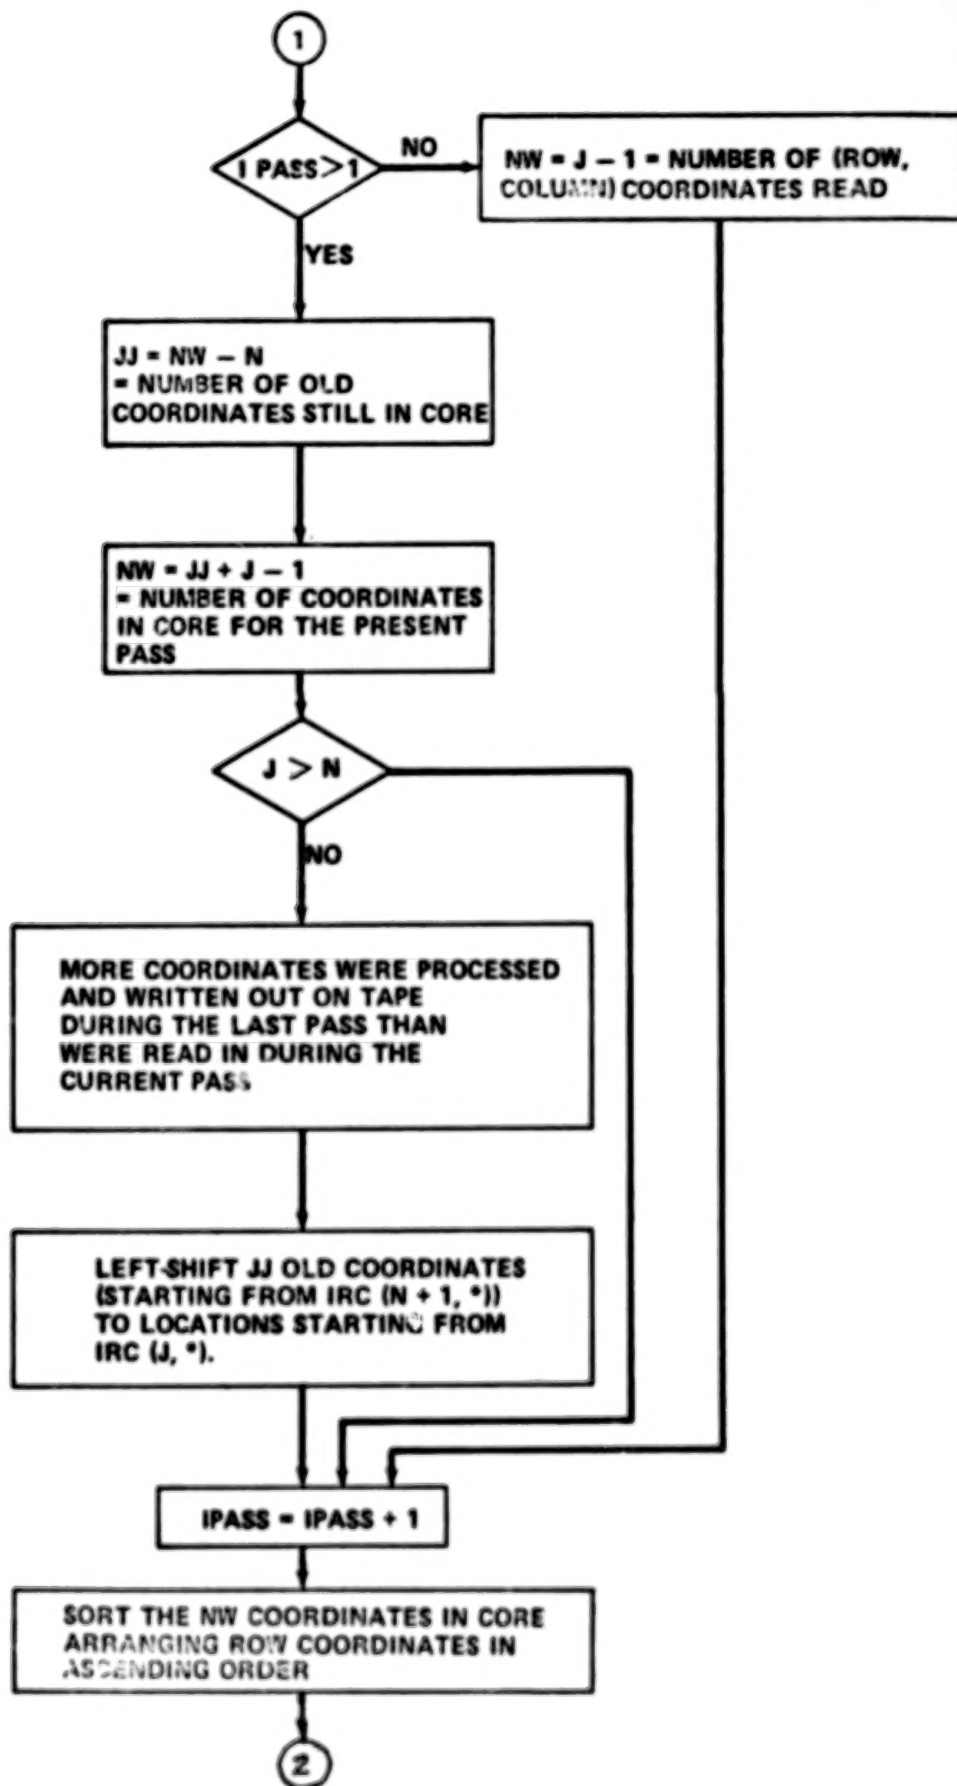 1
I PASS > 1
NO
NW = J – 1 = NUMBER OF (ROW,
COLUMN) COORDINATES READ
YES
JJ = NW – N
= NUMBER OF OLD
COORDINATES STILL IN CORE
NW = JJ + J – 1
= NUMBER OF COORDINATES
IN CORE FOR THE PRESENT
PASS
J > N
NO
MORE COORDINATES WERE PROCESSED
AND WRITTEN OUT ON TAPE
DURING THE LAST PASS THAN
WERE READ IN DURING THE
CURRENT PASS
LEFT-SHIFT JJ OLD COORDINATES
(STARTING FROM IRC (N + 1, *))
TO LOCATIONS STARTING FROM
IRC (J, *).
IPASS = IPASS + 1
SORT THE NW COORDINATES IN CORE
ARRANGING ROW COORDINATES IN
ASCENDING ORDER
2